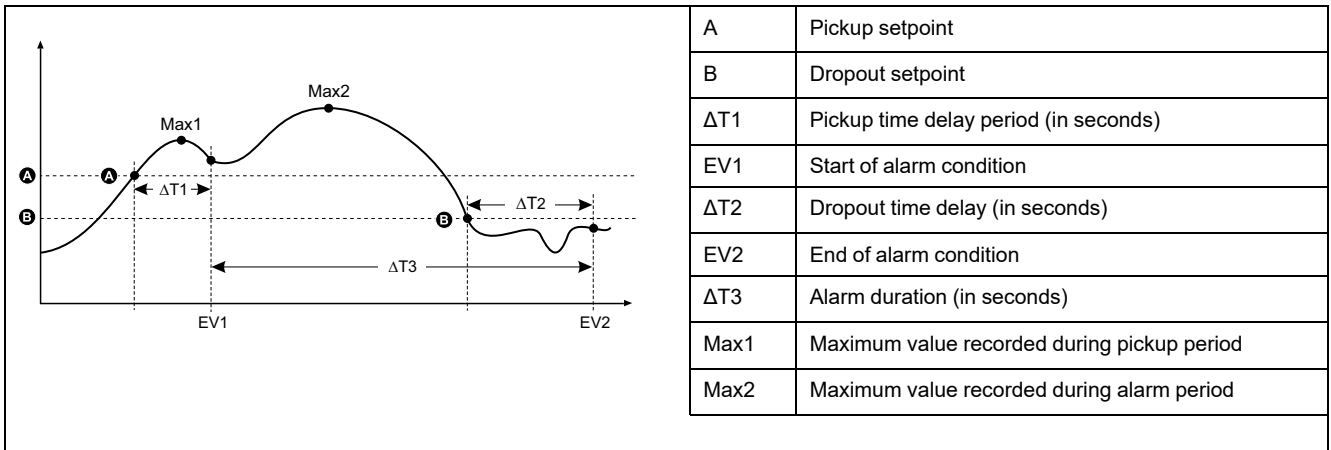 Max1
Max2
A
A
ΔT1
B
B
ΔT2
ΔT3
EV1
EV2
A Pickup setpoint
B Dropout setpoint
ΔT1 Pickup time delay period (in seconds)
EV1 Start of alarm condition
ΔT2 Dropout time delay (in seconds)
EV2 End of alarm condition
ΔT3 Alarm duration (in seconds)
Max1 Maximum value recorded during pickup period
Max2 Maximum value recorded during alarm period